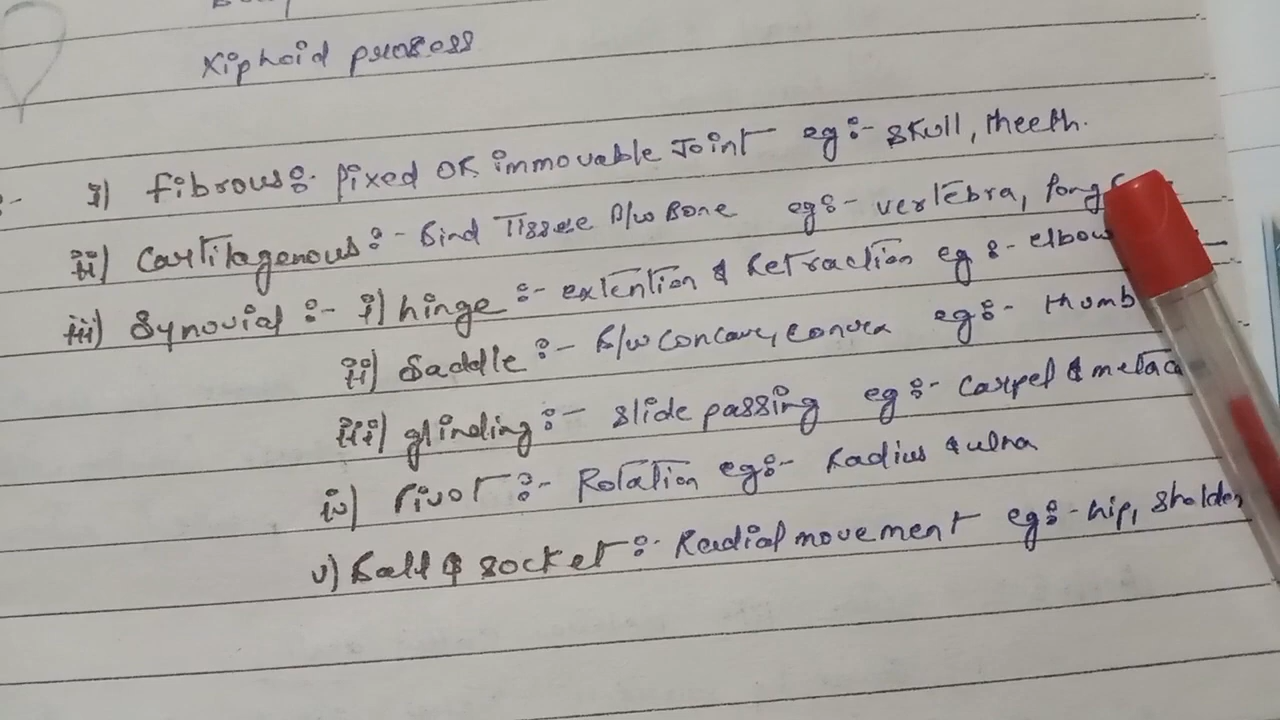 Xiphoid process
:- i) fibrous:- fixed OR immovable Joint eg:- skull, theeth.
ii) Cartilagenous:- Bind Tissue B/w Bone eg:- vertebra,
iii) Synovial :- i) hinge :- extention & Retraction eg :- elbow
ii) Saddle :- B/w concave, convex eg:- thumb
iii) glinding :- slide passing eg:- Carpel & metaca
iv) Pivot :- Rotation eg:- Radius & ulna
v) Ball & socket :- Radial movement eg:- hip, sholder,